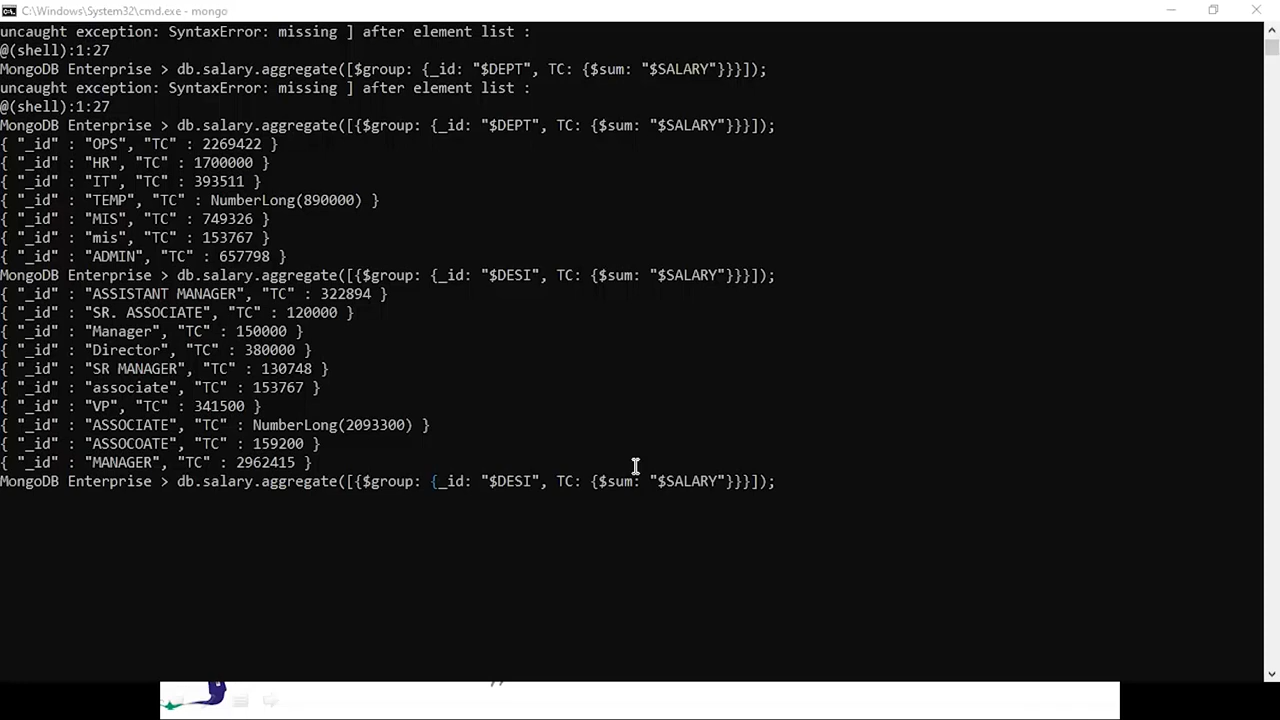 C:\Windows\System32\cmd.exe - mongo
uncaught exception: SyntaxError: missing ] after element list :
@(shell):1:27
MongoDB Enterprise > db.salary.aggregate([$group: {_id: "$DEPT", TC: {$sum: "$SALARY"}}}]);
uncaught exception: SyntaxError: missing ] after element list :
@(shell):1:27
MongoDB Enterprise > db.salary.aggregate([{$group: {_id: "$DEPT", TC: {$sum: "$SALARY"}}}]);
{ "_id" : "OPS", "TC" : 2269422 }
{ "_id" : "HR", "TC" : 1700000 }
{ "_id" : "IT", "TC" : 393511 }
{ "_id" : "TEMP", "TC" : NumberLong(890000) }
{ "_id" : "MIS", "TC" : 749326 }
{ "_id" : "mis", "TC" : 153767 }
{ "_id" : "ADMIN", "TC" : 657798 }
MongoDB Enterprise > db.salary.aggregate([{$group: {_id: "$DESI", TC: {$sum: "$SALARY"}}}]);
{ "_id" : "ASSISTANT MANAGER", "TC" : 322894 }
{ "_id" : "SR. ASSOCIATE", "TC" : 120000 }
{ "_id" : "Manager", "TC" : 150000 }
{ "_id" : "Director", "TC" : 380000 }
{ "_id" : "SR MANAGER", "TC" : 130748 }
{ "_id" : "associate", "TC" : 153767 }
{ "_id" : "VP", "TC" : 341500 }
{ "_id" : "ASSOCIATE", "TC" : NumberLong(2093300) }
{ "_id" : "ASSOCOATE", "TC" : 159200 }
{ "_id" : "MANAGER", "TC" : 2962415 }
MongoDB Enterprise > db.salary.aggregate([{$group: {_id: "$DESI", TC: {$sum: "$SALARY"}}}]);